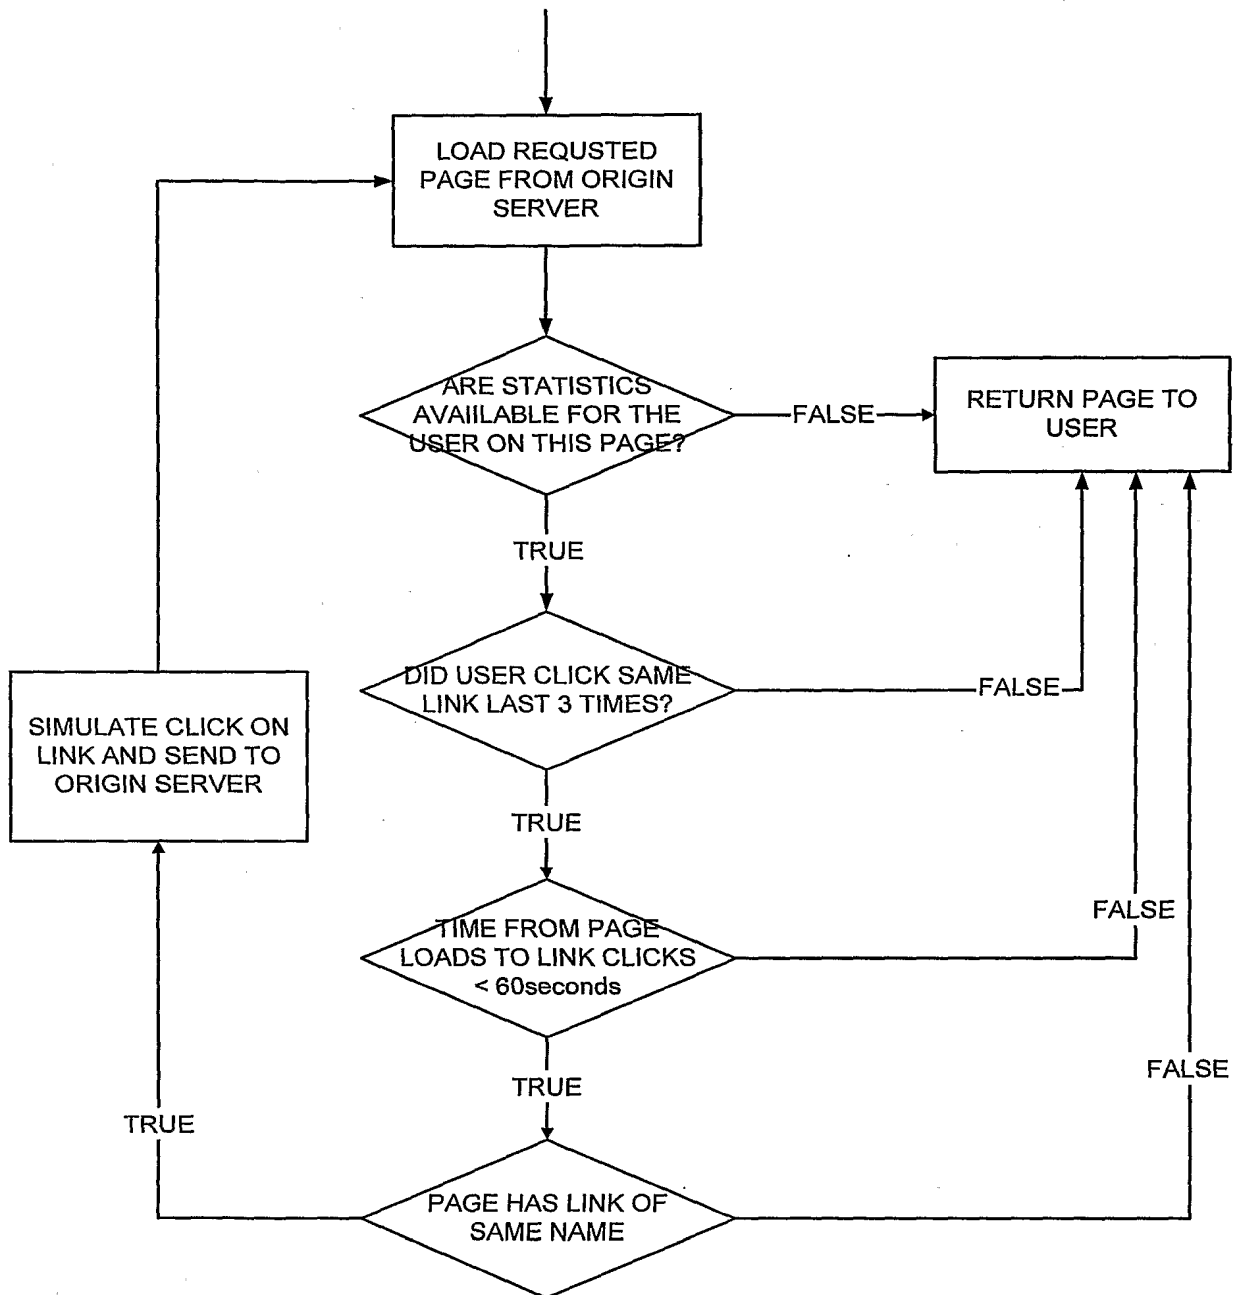 LOAD REQUSTED
PAGE FROM ORIGIN
SERVER
ARE STATISTICS
AVAIILABLE FOR THE
USER ON THIS PAGE?
FALSE
RETURN PAGE TO
USER
TRUE
DID USER CLICK SAME
LINK LAST 3 TIMES?
FALSE
SIMULATE CLICK ON
LINK AND SEND TO
ORIGIN SERVER
TRUE
TIME FROM PAGE
LOADS TO LINK CLICKS
< 60seconds
FALSE
TRUE
FALSE
TRUE
PAGE HAS LINK OF
SAME NAME